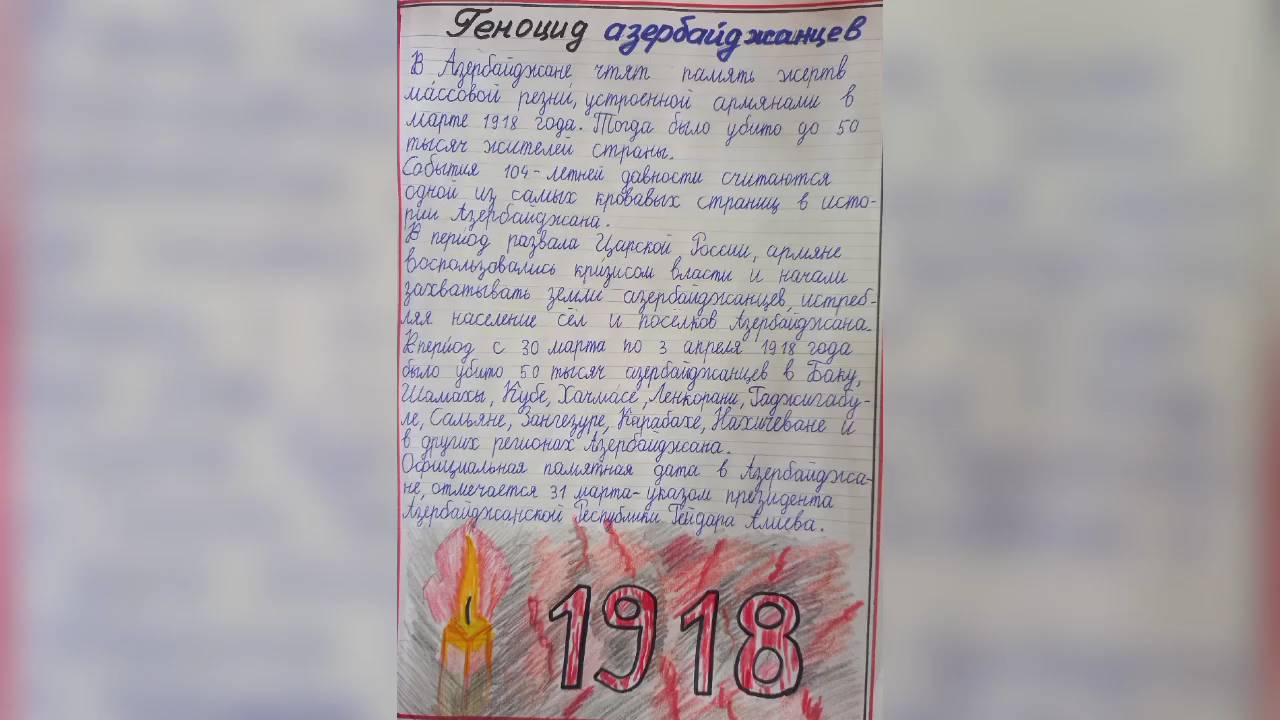 Геноцид азербайджанцев
В Азербайджане чтят память жертв
массовой резни, устроенной армянами в
марте 1918 года. Тогда было убито до 50
тысяч жителей страны.
События 104-летней давности считаются
одной из самых кровавых страниц в исто-
рии Азербайджана.
В период развала Царской России, армяне
воспользовались кризисом власти и начали
захватывать земли азербайджанцев, истреб-
ляя население сёл и посёлков Азербайджана.
В период с 30 марта по 3 апреля 1918 года
было убито 50 тысяч азербайджанцев в Баку,
Шамахы, Кубе, Хачмасе, Ленкорани, Гаджигабу-
ле, Сальяне, Зангезуре, Карабахе, Нахичеване и
в других регионах Азербайджана.
Официальная памятная дата в Азербайджа-
не, отмечается 31 марта-указом президента
Азербайджанской Республики Гейдара Алиева.
1918